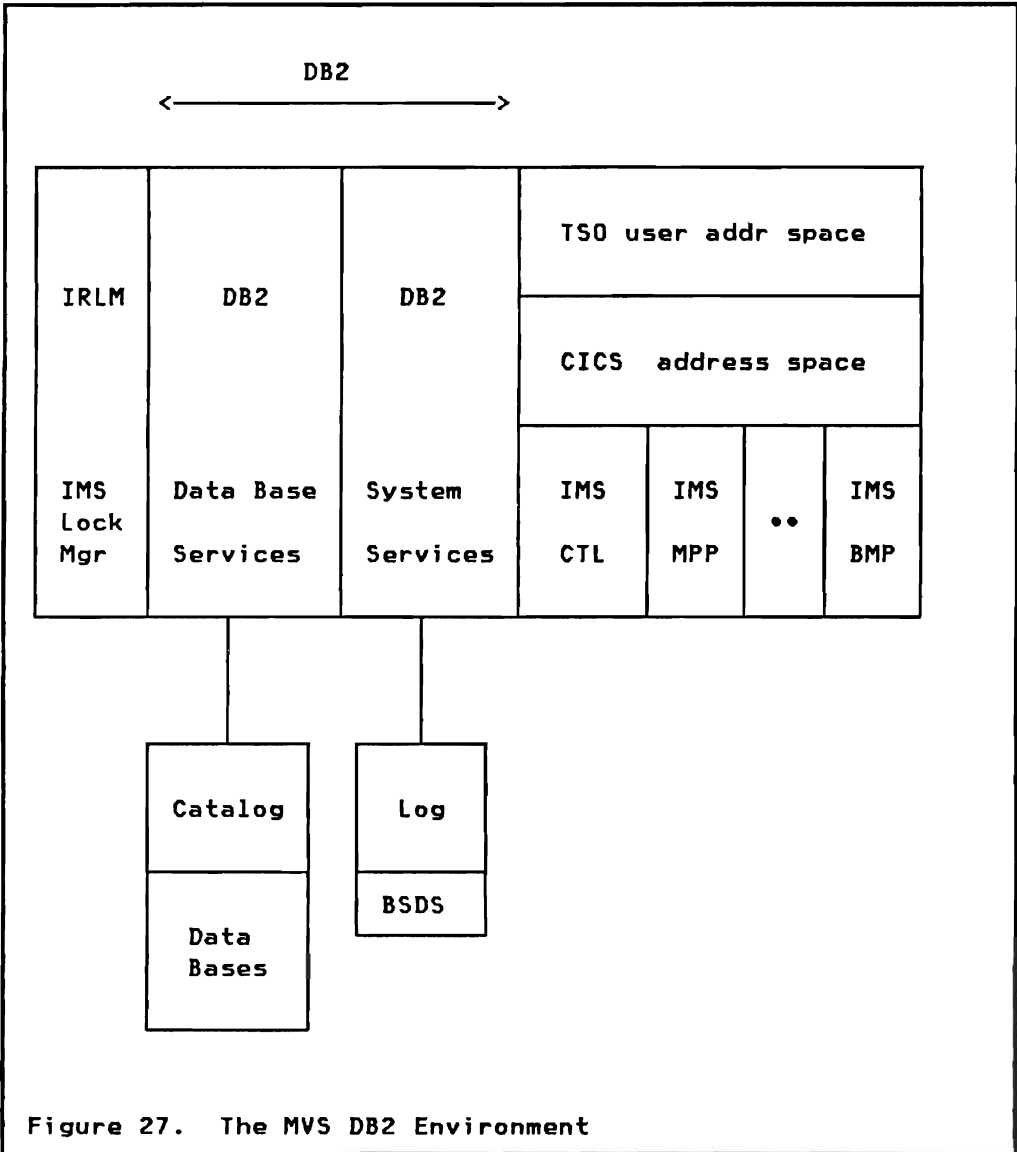 DB2
IRLM
IMS
Lock
Mgr
DB2
Data Base
Services
DB2
System
Services
TSO user addr space
CICS address space
IMS
CTL
IMS
MPP
••
IMS
BMP
Catalog
Data
Bases
Log
BSDS
Figure 27. The MVS DB2 Environment